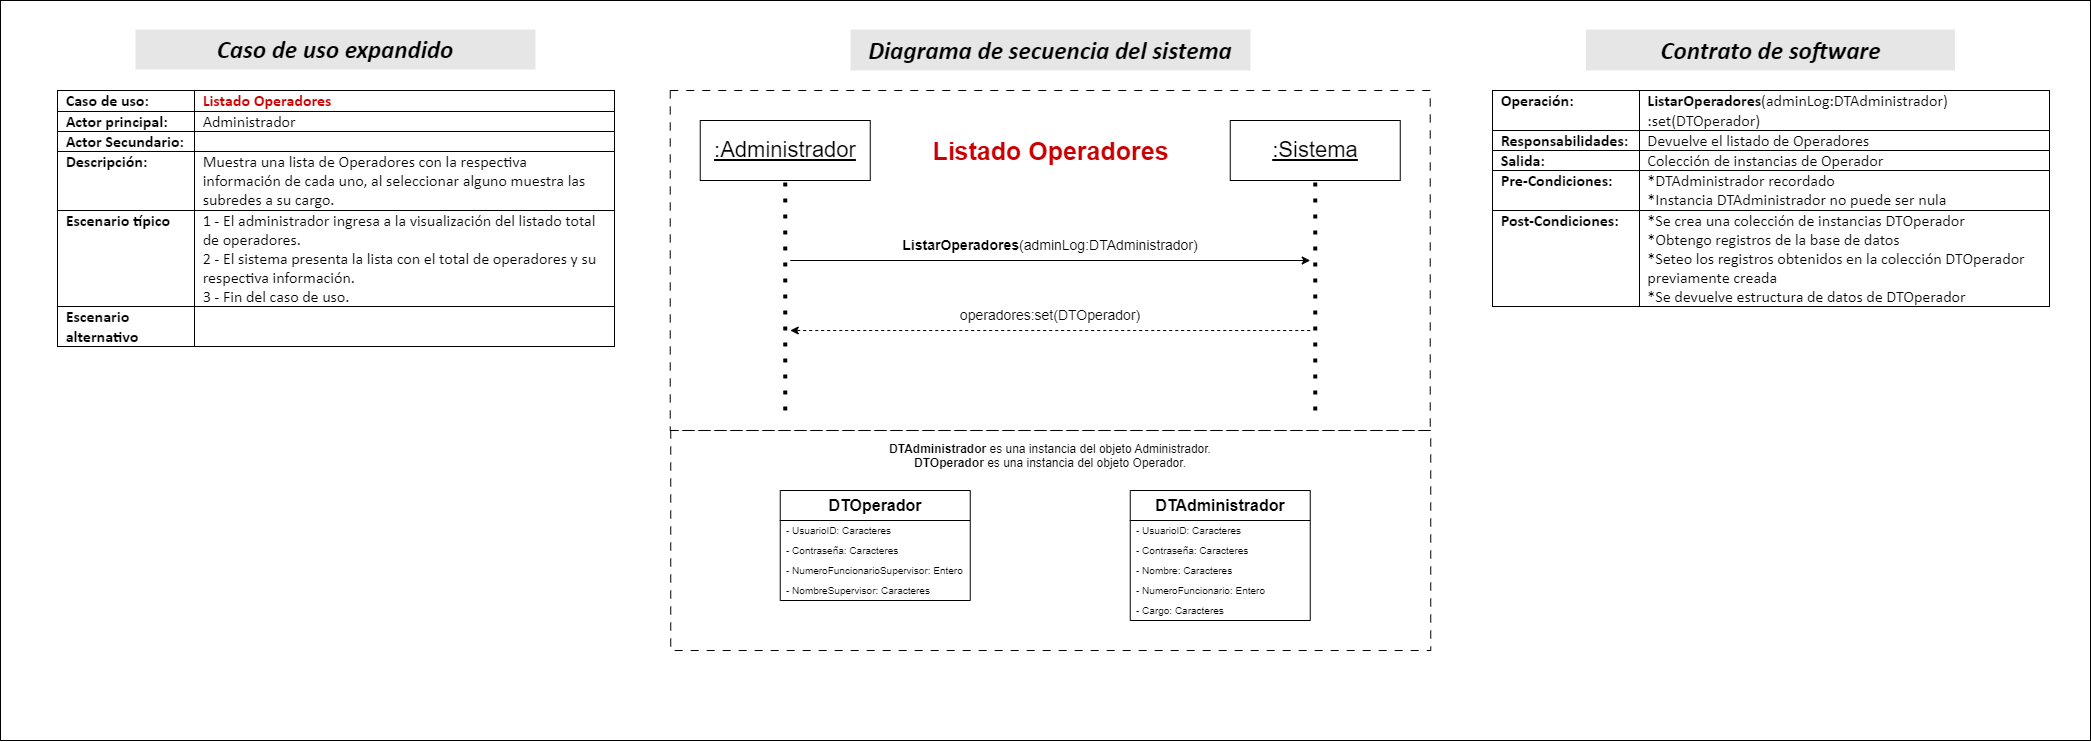 Caso de uso expandido
Caso de uso:
Listado Operadores
Actor principal:
Administrador
Actor Secundario:
Descripción:
Muestra una lista de Operadores con la respectiva
información de cada uno, al seleccionar alguno muestra las
subredes a su cargo.
Escenario típico
1 - El administrador ingresa a la visualización del listado total
de operadores.
2 - El sistema presenta la lista con el total de operadores y su
respectiva información.
3 - Fin del caso de uso.
Escenario
alternativo
Diagrama de secuencia del sistema
:Administrador
Listado Operadores
:Sistema
ListarOperadores(adminLog:DTAdministrador)
operadores:set(DTOperador)
DTAdministrador es una instancia del objeto Administrador.
DTOperador es una instancia del objeto Operador.
DTOperador
- UsuarioID: Caracteres
- Contraseña: Caracteres
- NumeroFuncionarioSupervisor: Entero
- NombreSupervisor: Caracteres
DTAdministrador
- UsuarioID: Caracteres
- Contraseña: Caracteres
- Nombre: Caracteres
- NumeroFuncionario: Entero
- Cargo: Caracteres
Contrato de software
Operación:
ListarOperadores(adminLog:DTAdministrador)
:set(DTOperador)
Responsabilidades:
Devuelve el listado de Operadores
Salida:
Colección de instancias de Operador
Pre-Condiciones:
*DTAdministrador recordado
*Instancia DTAdministrador no puede ser nula
Post-Condiciones:
*Se crea una colección de instancias DTOperador
*Obtengo registros de la base de datos
*Seteo los registros obtenidos en la colección DTOperador
previamente creada
*Se devuelve estructura de datos de DTOperador